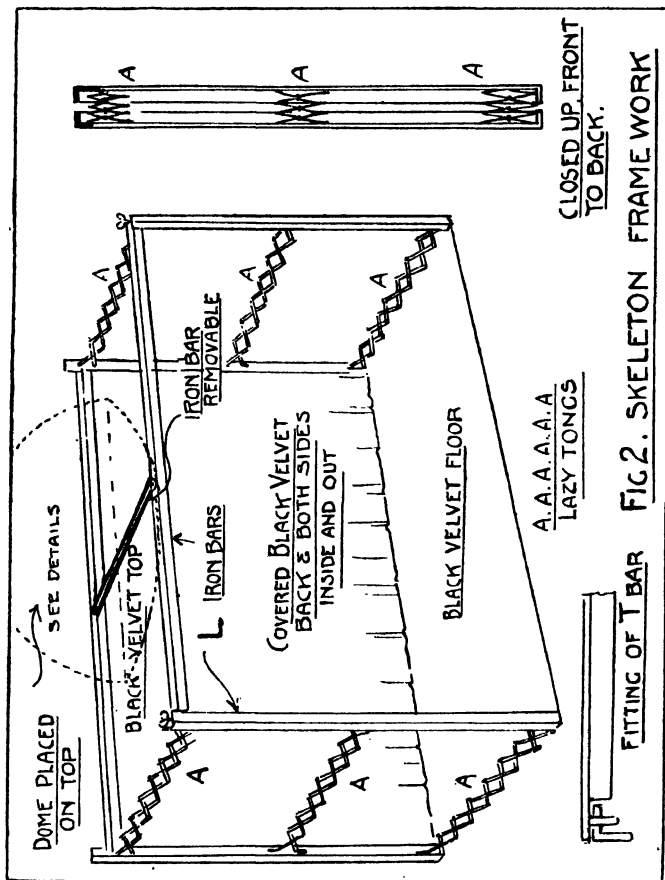 DOME PLACED
ON TOP
SEE DETAILS
BLACK VELVET TOP
IRON BAR
REMOVABLE
IRON BARS
L
COVERED BLACK VELVET
BACK & BOTH SIDES
INSIDE AND OUT
BLACK VELVET FLOOR
A
A
A
A
A
A
A
A
A
A.A.A.A.A.A
LAZY TONGS
CLOSED UP, FRONT
TO BACK.
FITTING OF T BAR
FIG 2. SKELETON FRAME WORK